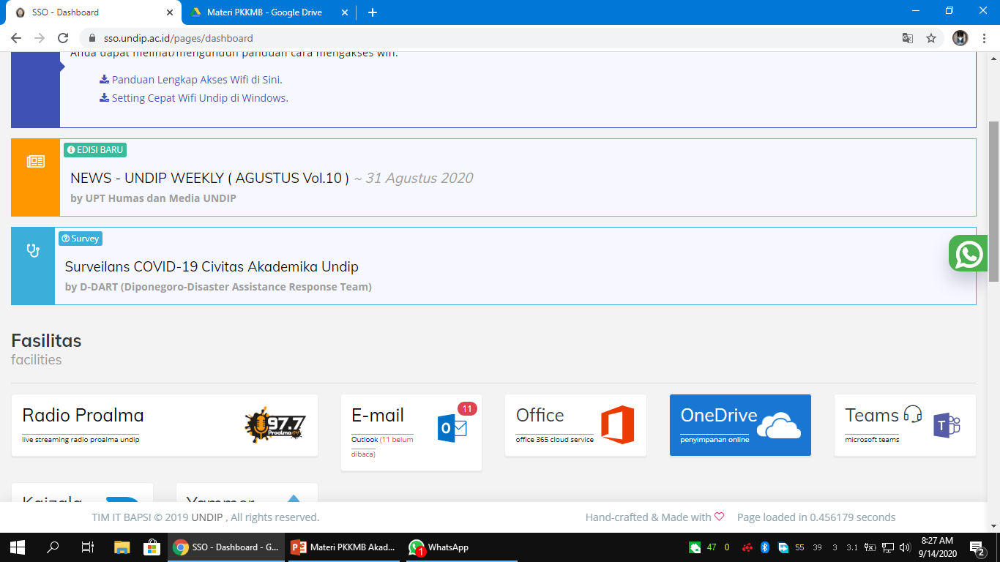 SSO - Dashboard
Materi PKKMB - Google Drive
sso.undip.ac.id/pages/dashboard
Anda dapat melihat/mengunduh panduan cara mengakses wifi.
Panduan Lengkap Akses Wifi di Sini.
Setting Cepat Wifi Undip di Windows.
EDISI BARU
NEWS - UNDIP WEEKLY ( AGUSTUS Vol.10 ) ~ 31 Agustus 2020
by UPT Humas dan Media UNDIP
Survey
Surveilans COVID-19 Civitas Akademika Undip
by D-DART (Diponegoro-Disaster Assistance Response Team)
Fasilitas
facilities
Radio Proalma
live streaming radio proalma undip
97.7
Proalma
E-mail
11
Outlook (11 belum
dibaca)
Office
office 365 cloud service
OneDrive
penyimpanan online
Teams
microsoft teams
Kaizala
Yammer
TIM IT BAPSI © 2019 UNDIP , All rights reserved.
Hand-crafted & Made with
Page loaded in 0.456179 seconds
SSO - Dashboard - G...
Materi PKKMB Akad...
1
WhatsApp
47 0 55 39 3 3.1
8:27 AM
9/14/2020
2